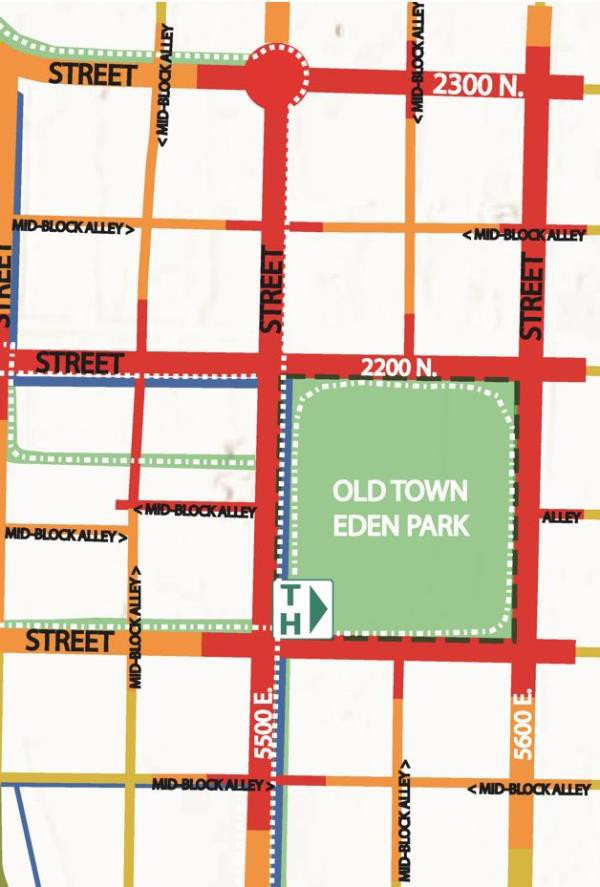 < MID-BLOCK ALLEY
< MID-BLOCK ALLEY
STREET
2300 N.
MID-BLOCK ALLEY >
< MID-BLOCK ALLEY
STREET
STREET
STREET
STREET
2200 N.
OLD TOWN
EDEN PARK
< MID-BLOCK ALLEY
ALLEY
MID-BLOCK ALLEY >
MID-BLOCK ALLEY >
T
H
STREET
5500 E.
5600 E.
MID-BLOCK ALLEY >
< MID-BLOCK ALLEY
MID-BLOCK ALLEY >